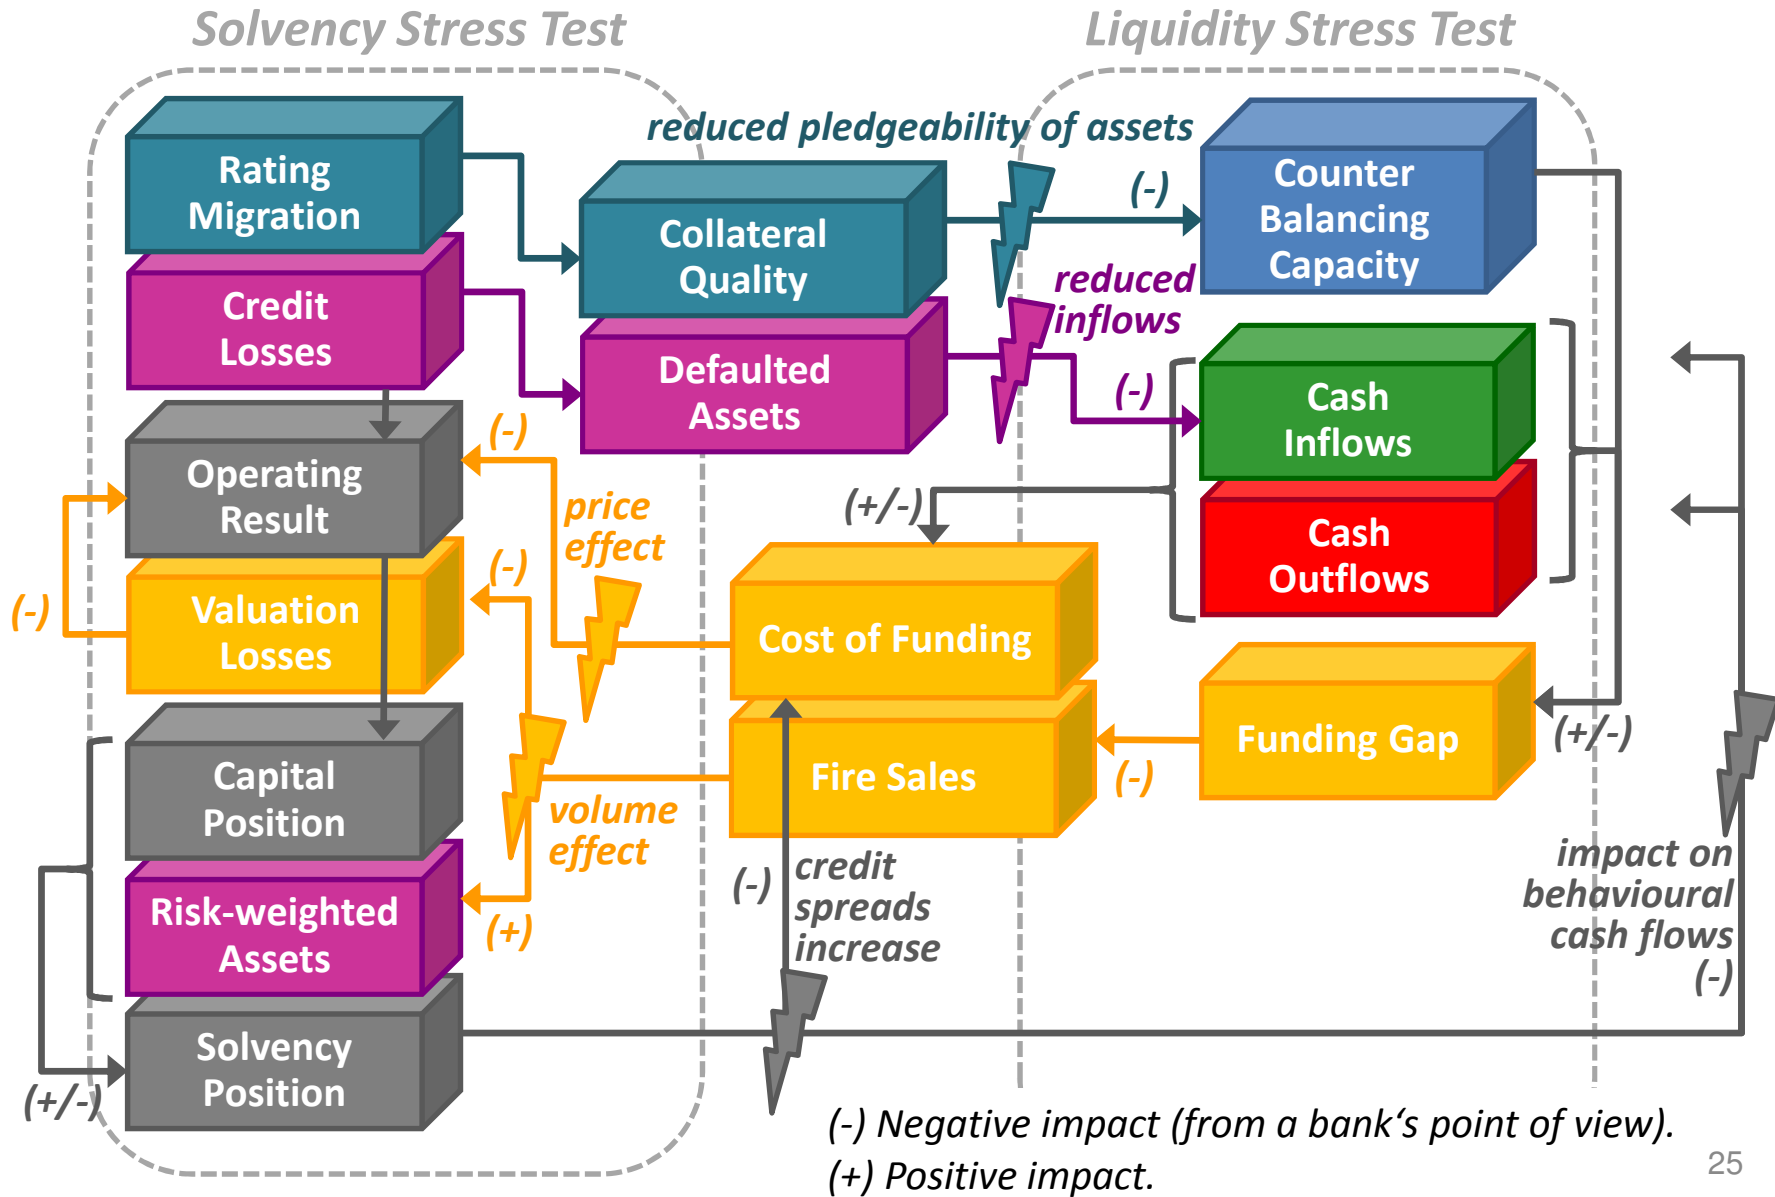 Solvency Stress Test
Liquidity Stress Test
Rating
Migration
Credit
Losses
Operating
Result
(-)
Valuation
Losses
Capital
Position
Risk-weighted
Assets
Solvency
Position
(+/-)
Collateral
Quality
Defaulted
Assets
reduced pledgeability of assets
(-)
reduced
inflows
(-)
Counter
Balancing
Capacity
Cash
Inflows
Cash
Outflows
(-)
price
effect
(-)
(+/-)
Cost of Funding
Fire Sales
(-)
Funding Gap
(+/-)
volume
effect
(+)
(-)
credit
spreads
increase
impact on
behavioural
cash flows
(-)
(-) Negative impact (from a bank‘s point of view).
(+) Positive impact.
25